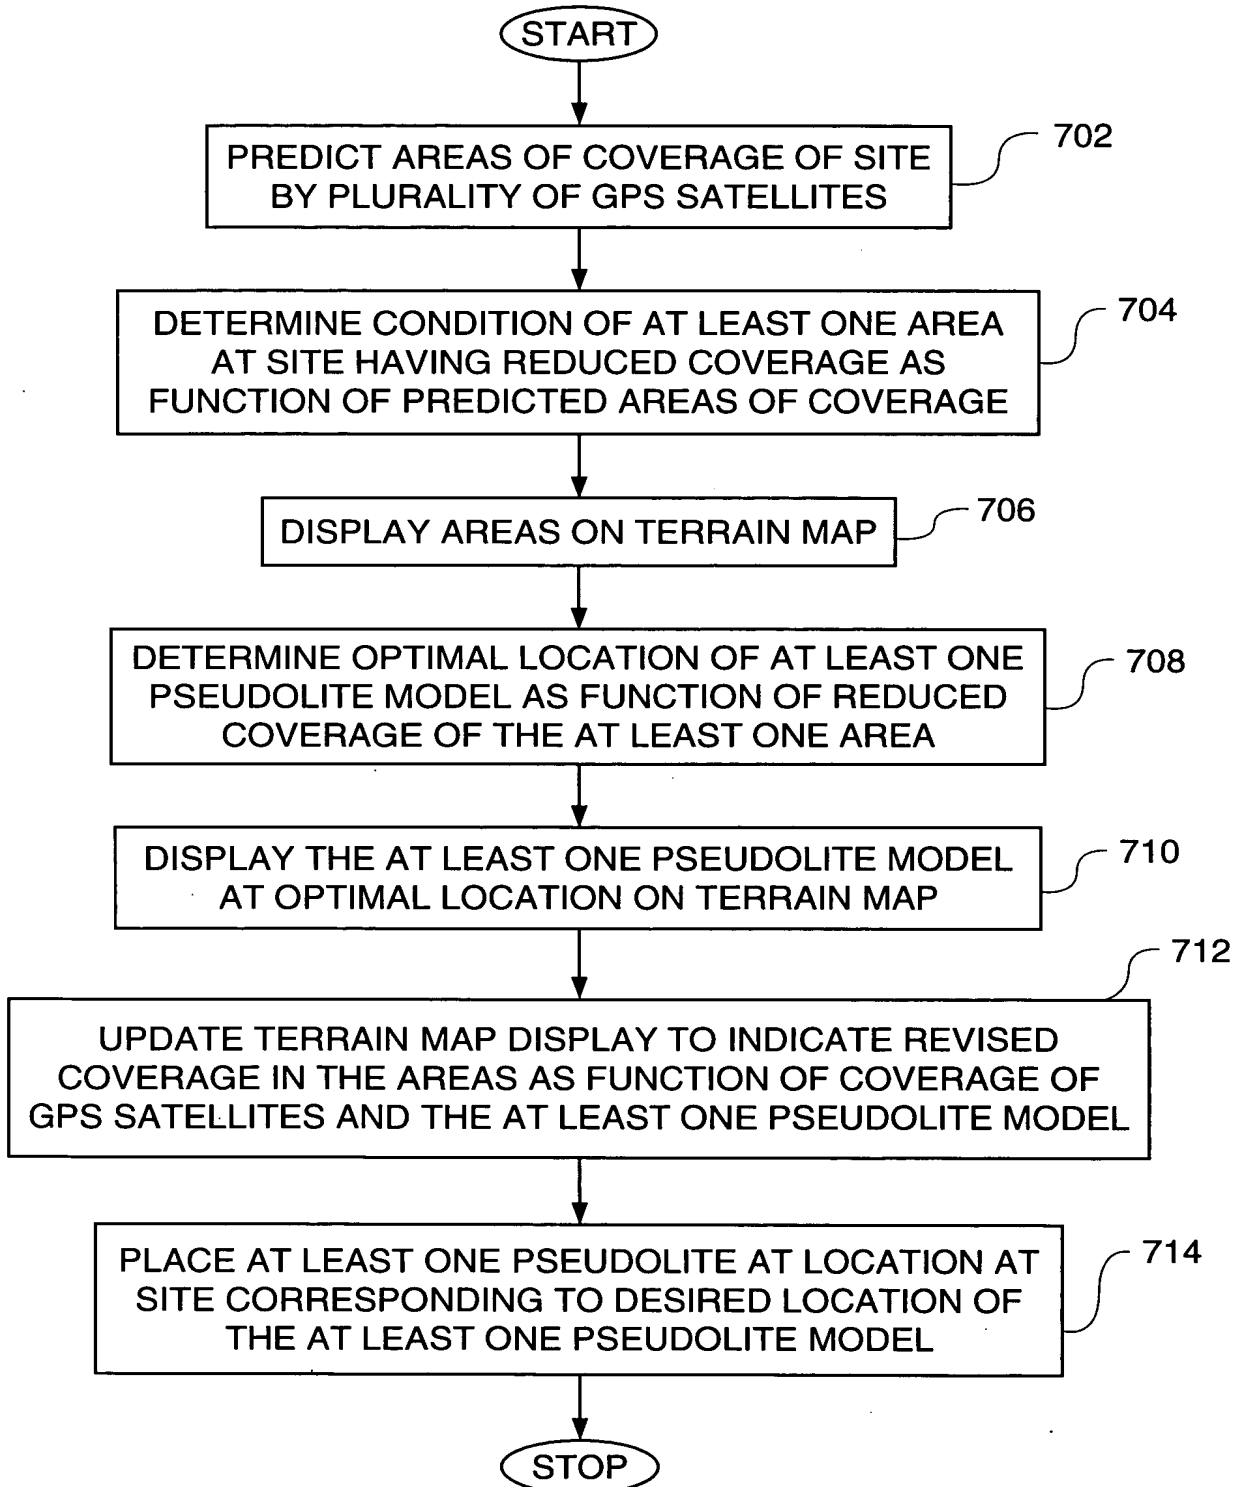 START
PREDICT AREAS OF COVERAGE OF SITE
BY PLURALITY OF GPS SATELLITES
702
DETERMINE CONDITION OF AT LEAST ONE AREA
AT SITE HAVING REDUCED COVERAGE AS
FUNCTION OF PREDICTED AREAS OF COVERAGE
704
DISPLAY AREAS ON TERRAIN MAP
706
DETERMINE OPTIMAL LOCATION OF AT LEAST ONE
PSEUDOLITE MODEL AS FUNCTION OF REDUCED
COVERAGE OF THE AT LEAST ONE AREA
708
DISPLAY THE AT LEAST ONE PSEUDOLITE MODEL
AT OPTIMAL LOCATION ON TERRAIN MAP
710
712
UPDATE TERRAIN MAP DISPLAY TO INDICATE REVISED
COVERAGE IN THE AREAS AS FUNCTION OF COVERAGE OF
GPS SATELLITES AND THE AT LEAST ONE PSEUDOLITE MODEL
PLACE AT LEAST ONE PSEUDOLITE AT LOCATION AT
SITE CORRESPONDING TO DESIRED LOCATION OF
THE AT LEAST ONE PSEUDOLITE MODEL
714
STOP